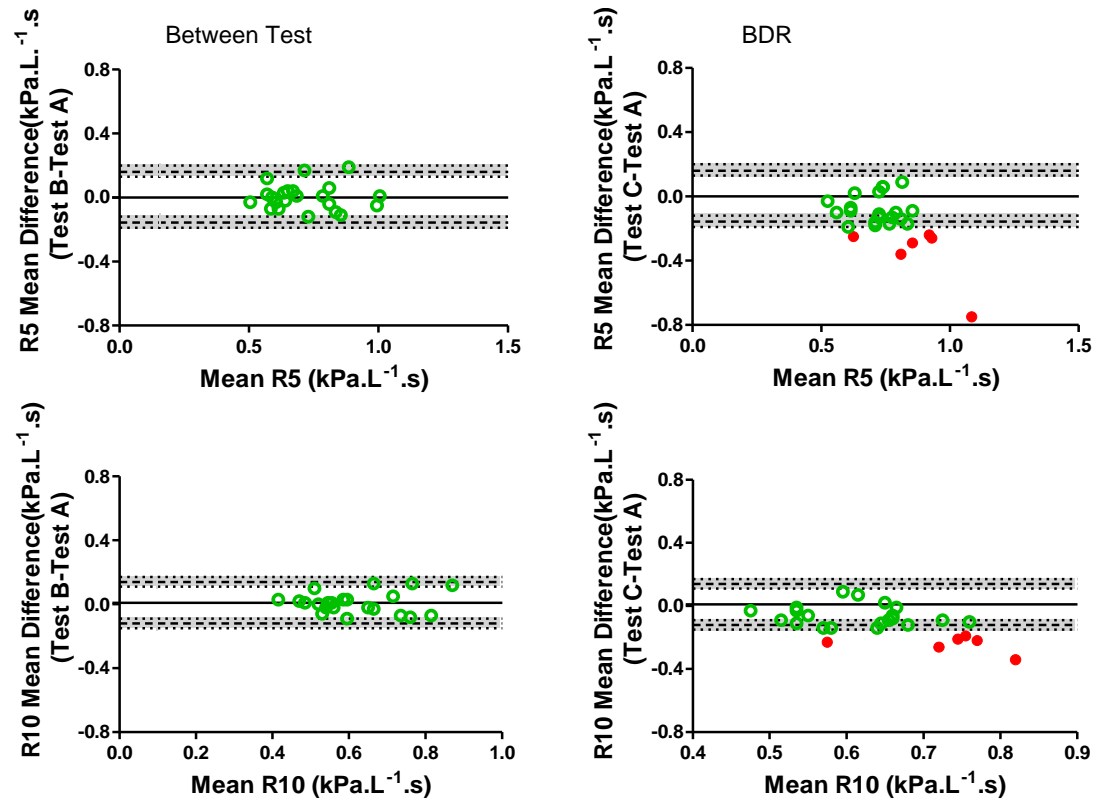 Between Test
R5 Mean Difference(kPa.L.⁻¹.s
(Test B-Test A)
0.8
0.4
0.0
-0.4
-0.8
0.0 0.5 1.0 1.5
Mean R5 (kPa.L⁻¹.s)
BDR
R5 Mean Difference(kPa.L⁻¹.s)
(Test C-Test A)
0.8
0.4
0.0
-0.4
-0.8
0.0 0.5 1.0 1.5
Mean R5 (kPa.L⁻¹.s)
R10 Mean Difference(kPa.L⁻¹.s)
(Test B-Test A)
0.8
0.4
0.0
-0.4
-0.8
0.0 0.2 0.4 0.6 0.8 1.0
Mean R10 (kPa.L⁻¹.s)
R10 Mean Difference(kPa.L⁻¹.s)
(Test C-Test A)
0.8
0.4
0.0
-0.4
-0.8
0.4 0.5 0.6 0.7 0.8 0.9
Mean R10 (kPa.L⁻¹.s)